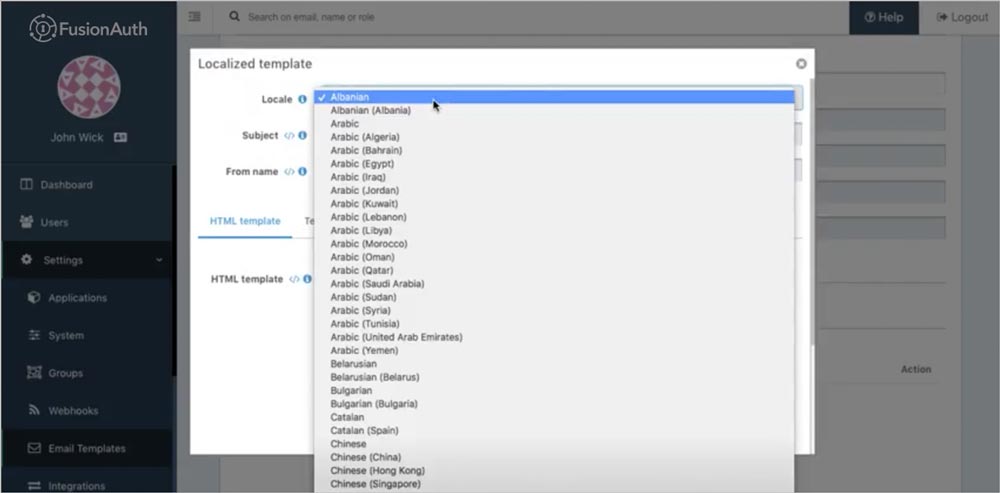 FusionAuth
Search on email, name or role
Help
Logout
John Wick
Dashboard
Users
Settings
Applications
System
Groups
Webhooks
Email Templates
Integrations
Localized template
Locale
Subject
From name
HTML template
Te
HTML template
Albanian
Albanian (Albania)
Arabic
Arabic (Algeria)
Arabic (Bahrain)
Arabic (Egypt)
Arabic (Iraq)
Arabic (Jordan)
Arabic (Kuwait)
Arabic (Lebanon)
Arabic (Libya)
Arabic (Morocco)
Arabic (Oman)
Arabic (Qatar)
Arabic (Saudi Arabia)
Arabic (Sudan)
Arabic (Syria)
Arabic (Tunisia)
Arabic (United Arab Emirates)
Arabic (Yemen)
Belarusian
Belarusian (Belarus)
Bulgarian
Bulgarian (Bulgaria)
Catalan
Catalan (Spain)
Chinese
Chinese (China)
Chinese (Hong Kong)
Chinese (Singapore)
Action